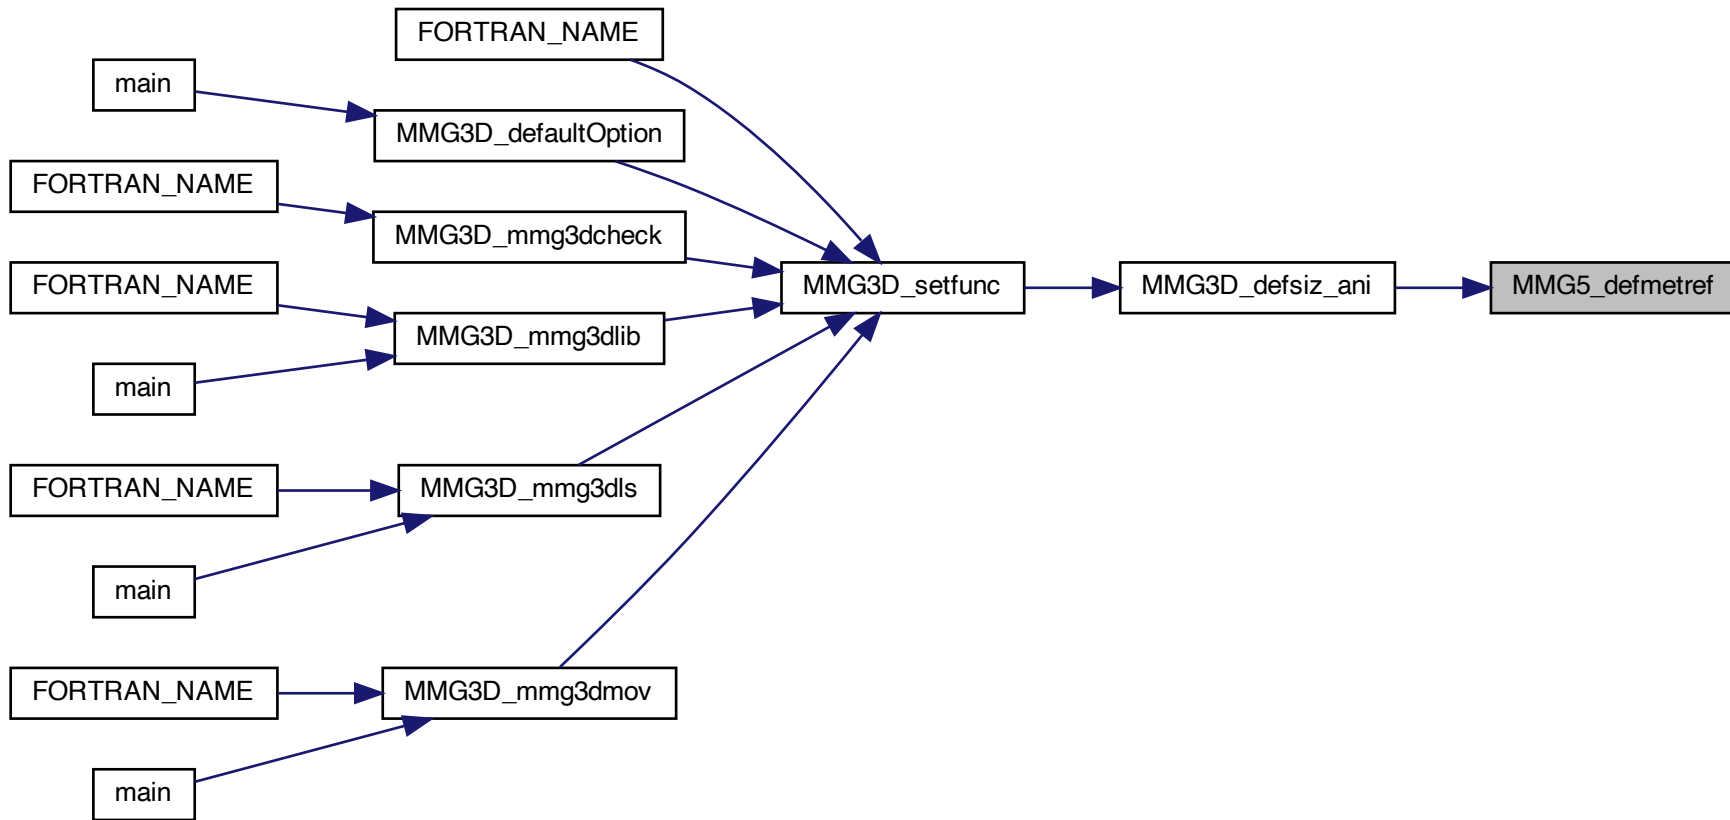 FORTRAN_NAME
main
MMG3D_defaultOption
FORTRAN_NAME
MMG3D_mmg3dcheck
FORTRAN_NAME
MMG3D_setfunc
MMG3D_defsiz_ani
MMG5_defmetref
MMG3D_mmg3dlib
main
FORTRAN_NAME
MMG3D_mmg3dls
main
FORTRAN_NAME
MMG3D_mmg3dmov
main